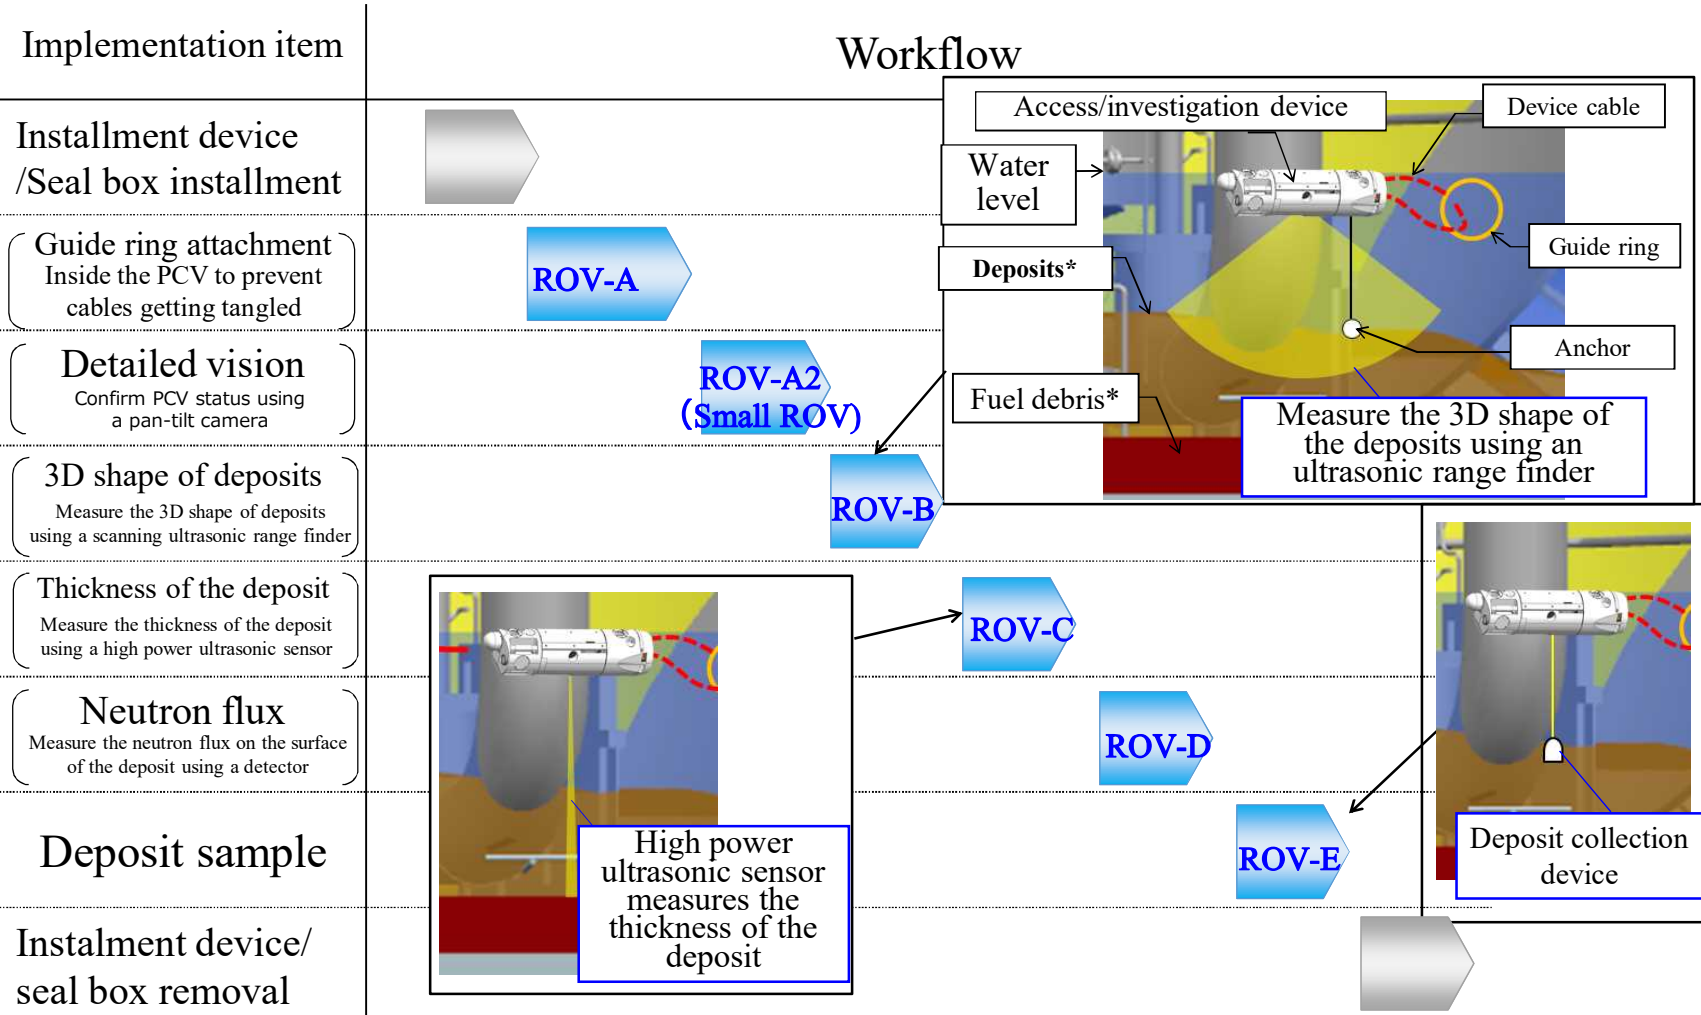 Implementation item
Workflow
Installment device
/Seal box installment
Guide ring attachment
Inside the PCV to prevent
cables getting tangled
ROV-A
Detailed vision
Confirm PCV status using
a pan-tilt camera
ROV-A2
(Small ROV)
3D shape of deposits
Measure the 3D shape of deposits
using a scanning ultrasonic range finder
ROV-B
Thickness of the deposit
Measure the thickness of the deposit
using a high power ultrasonic sensor
ROV-C
Neutron flux
Measure the neutron flux on the surface
of the deposit using a detector
ROV-D
Deposit sample
ROV-E
Instalment device/
seal box removal
Access/investigation device
Device cable
Water
level
Guide ring
Deposits*
Anchor
Fuel debris*
Measure the 3D shape of
the deposits using an
ultrasonic range finder
High power
ultrasonic sensor
measures the
thickness of the
deposit
Deposit collection
device